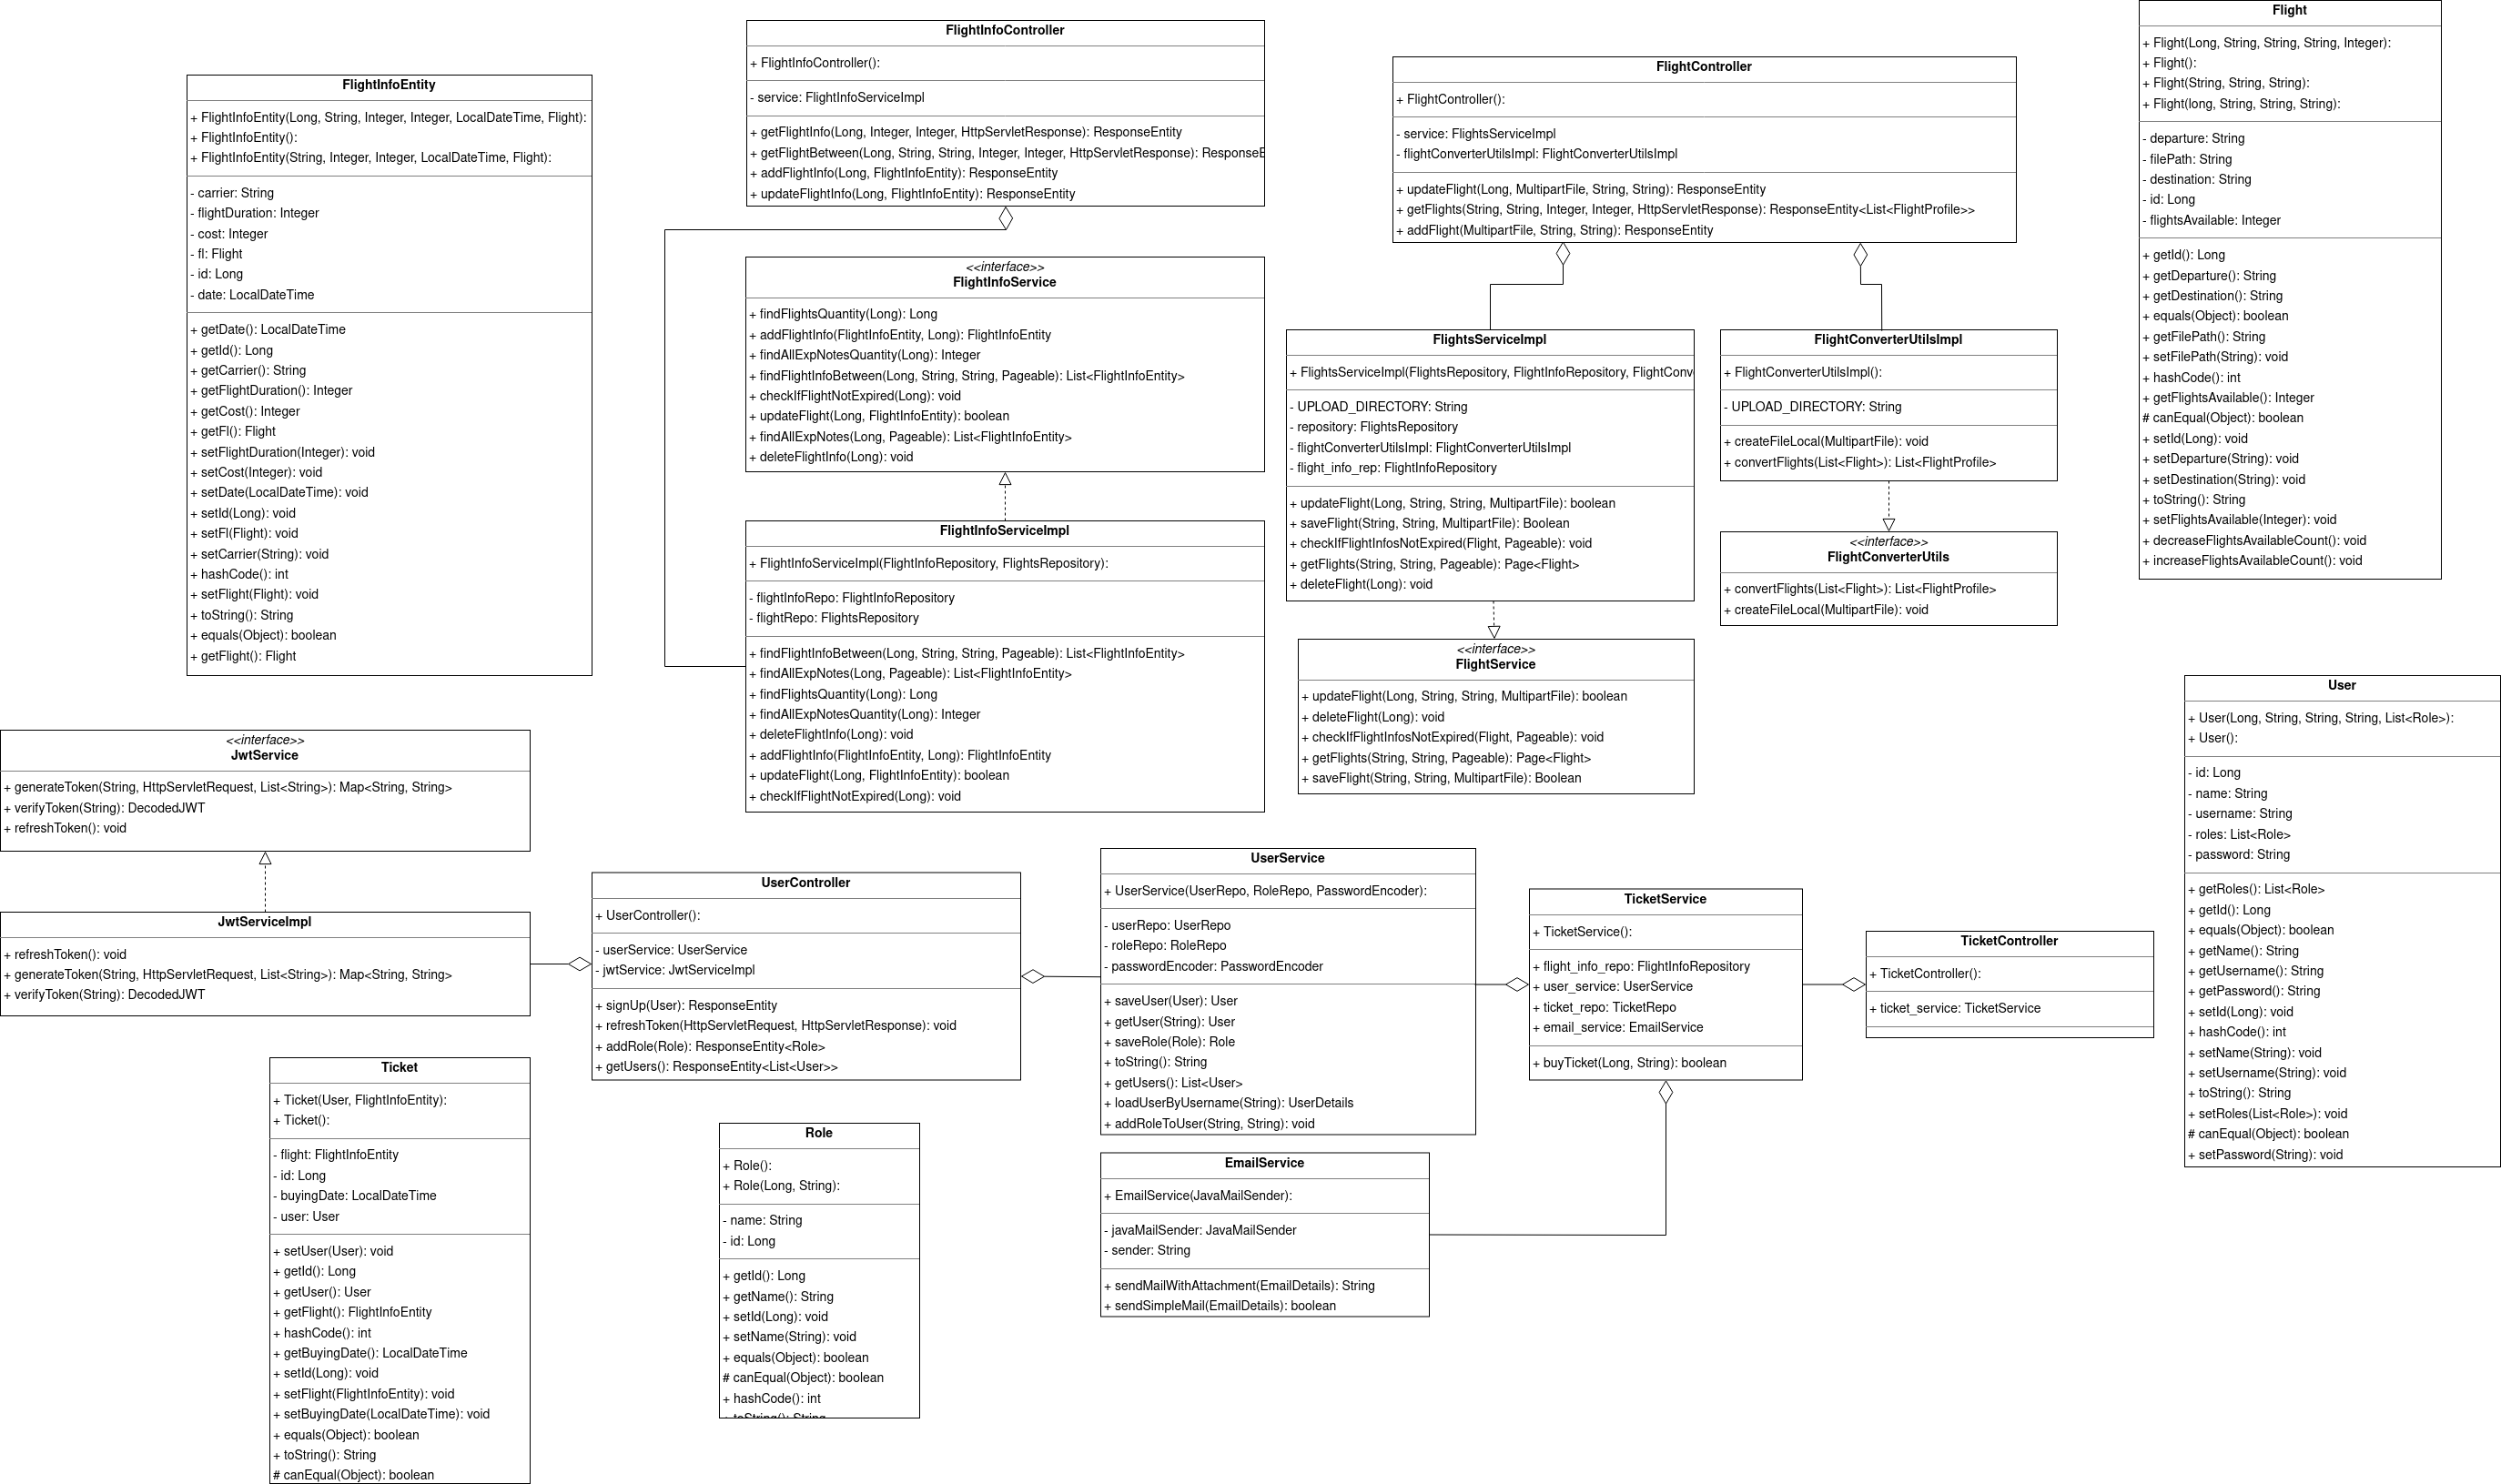 FlightInfoEntity
+ FlightInfoEntity(Long, String, Integer, Integer, LocalDateTime, Flight):
+ FlightInfoEntity():
+ FlightInfoEntity(String, Integer, Integer, LocalDateTime, Flight):
- carrier: String
- flightDuration: Integer
- cost: Integer
- fl: Flight
- id: Long
- date: LocalDateTime
+ getDate(): LocalDateTime
+ getId(): Long
+ getCarrier(): String
+ getFlightDuration(): Integer
+ getCost(): Integer
+ getFl(): Flight
+ setFlightDuration(Integer): void
+ setCost(Integer): void
+ setDate(LocalDateTime): void
+ setId(Long): void
+ setFl(Flight): void
+ setCarrier(String): void
+ hashCode(): int
+ setFlight(Flight): void
+ toString(): String
+ equals(Object): boolean
+ getFlight(): Flight
FlightInfoController
+ FlightInfoController():
- service: FlightInfoServiceImpl
+ getFlightInfo(Long, Integer, Integer, HttpServletResponse): ResponseEntity
+ getFlightBetween(Long, String, String, Integer, Integer, HttpServletResponse): ResponseE
+ addFlightInfo(Long, FlightInfoEntity): ResponseEntity
+ updateFlightInfo(Long, FlightInfoEntity): ResponseEntity
<<interface>>
FlightInfoService
+ findFlightsQuantity(Long): Long
+ addFlightInfo(FlightInfoEntity, Long): FlightInfoEntity
+ findAllExpNotesQuantity(Long): Integer
+ findFlightInfoBetween(Long, String, String, Pageable): List<FlightInfoEntity>
+ checkIfFlightNotExpired(Long): void
+ updateFlight(Long, FlightInfoEntity): boolean
+ findAllExpNotes(Long, Pageable): List<FlightInfoEntity>
+ deleteFlightInfo(Long): void
FlightInfoServiceImpl
+ FlightInfoServiceImpl(FlightInfoRepository, FlightsRepository):
- flightInfoRepo: FlightInfoRepository
- flightRepo: FlightsRepository
+ findFlightInfoBetween(Long, String, String, Pageable): List<FlightInfoEntity>
+ findAllExpNotes(Long, Pageable): List<FlightInfoEntity>
+ findFlightsQuantity(Long): Long
+ findAllExpNotesQuantity(Long): Integer
+ deleteFlightInfo(Long): void
+ addFlightInfo(FlightInfoEntity, Long): FlightInfoEntity
+ updateFlight(Long, FlightInfoEntity): boolean
+ checkIfFlightNotExpired(Long): void
FlightController
+ FlightController():
- service: FlightsServiceImpl
- flightConverterUtilsImpl: FlightConverterUtilsImpl
+ updateFlight(Long, MultipartFile, String, String): ResponseEntity
+ getFlights(String, String, Integer, Integer, HttpServletResponse): ResponseEntity<List<FlightProfile>>
+ addFlight(MultipartFile, String, String): ResponseEntity
FlightsServiceImpl
+ FlightsServiceImpl(FlightsRepository, FlightInfoRepository, FlightConv
- UPLOAD_DIRECTORY: String
- repository: FlightsRepository
- flightConverterUtilsImpl: FlightConverterUtilsImpl
- flight_info_rep: FlightInfoRepository
+ updateFlight(Long, String, String, MultipartFile): boolean
+ saveFlight(String, String, MultipartFile): Boolean
+ checkIfFlightInfosNotExpired(Flight, Pageable): void
+ getFlights(String, String, Pageable): Page<Flight>
+ deleteFlight(Long): void
<<interface>>
FlightService
+ updateFlight(Long, String, String, MultipartFile): boolean
+ deleteFlight(Long): void
+ checkIfFlightInfosNotExpired(Flight, Pageable): void
+ getFlights(String, String, Pageable): Page<Flight>
+ saveFlight(String, String, MultipartFile): Boolean
FlightConverterUtilsImpl
+ FlightConverterUtilsImpl():
- UPLOAD_DIRECTORY: String
+ createFileLocal(MultipartFile): void
+ convertFlights(List<Flight>): List<FlightProfile>
<<interface>>
FlightConverterUtils
+ convertFlights(List<Flight>): List<FlightProfile>
+ createFileLocal(MultipartFile): void
Flight
+ Flight(Long, String, String, String, Integer):
+ Flight():
+ Flight(String, String, String):
+ Flight(long, String, String, String):
- departure: String
- filePath: String
- destination: String
- id: Long
- flightsAvailable: Integer
+ getId(): Long
+ getDeparture(): String
+ getDestination(): String
+ equals(Object): boolean
+ getFilePath(): String
+ setFilePath(String): void
+ hashCode(): int
+ getFlightsAvailable(): Integer
# canEqual(Object): boolean
+ setId(Long): void
+ setDeparture(String): void
+ setDestination(String): void
+ toString(): String
+ setFlightsAvailable(Integer): void
+ decreaseFlightsAvailableCount(): void
+ increaseFlightsAvailableCount(): void
<<interface>>
JwtService
+ generateToken(String, HttpServletRequest, List<String>): Map<String, String>
+ verifyToken(String): DecodedJWT
+ refreshToken(): void
JwtServiceImpl
+ refreshToken(): void
+ generateToken(String, HttpServletRequest, List<String>): Map<String, String>
+ verifyToken(String): DecodedJWT
UserController
+ UserController():
- userService: UserService
- jwtService: JwtServiceImpl
+ signUp(User): ResponseEntity
+ refreshToken(HttpServletRequest, HttpServletResponse): void
+ addRole(Role): ResponseEntity<Role>
+ getUsers(): ResponseEntity<List<User>>
UserService
+ UserService(UserRepo, RoleRepo, PasswordEncoder):
- userRepo: UserRepo
- roleRepo: RoleRepo
- passwordEncoder: PasswordEncoder
+ saveUser(User): User
+ getUser(String): User
+ saveRole(Role): Role
+ toString(): String
+ getUsers(): List<User>
+ loadUserByUsername(String): UserDetails
+ addRoleToUser(String, String): void
TicketService
+ TicketService():
+ flight_info_repo: FlightInfoRepository
+ user_service: UserService
+ ticket_repo: TicketRepo
+ email_service: EmailService
+ buyTicket(Long, String): boolean
TicketController
+ TicketController():
+ ticket_service: TicketService
User
+ User(Long, String, String, String, List<Role>):
+ User():
- id: Long
- name: String
- username: String
- roles: List<Role>
- password: String
+ getRoles(): List<Role>
+ getId(): Long
+ equals(Object): boolean
+ getName(): String
+ getUsername(): String
+ getPassword(): String
+ setId(Long): void
+ hashCode(): int
+ setName(String): void
+ setUsername(String): void
+ toString(): String
+ setRoles(List<Role>): void
# canEqual(Object): boolean
+ setPassword(String): void
Ticket
+ Ticket(User, FlightInfoEntity):
+ Ticket():
- flight: FlightInfoEntity
- id: Long
- buyingDate: LocalDateTime
- user: User
+ setUser(User): void
+ getId(): Long
+ getUser(): User
+ getFlight(): FlightInfoEntity
+ hashCode(): int
+ getBuyingDate(): LocalDateTime
+ setId(Long): void
+ setFlight(FlightInfoEntity): void
+ setBuyingDate(LocalDateTime): void
+ equals(Object): boolean
+ toString(): String
# canEqual(Object): boolean
Role
+ Role():
+ Role(Long, String):
- name: String
- id: Long
+ getId(): Long
+ getName(): String
+ setId(Long): void
+ setName(String): void
+ equals(Object): boolean
# canEqual(Object): boolean
+ hashCode(): int
+ toString(): String
EmailService
+ EmailService(JavaMailSender):
- javaMailSender: JavaMailSender
- sender: String
+ sendMailWithAttachment(EmailDetails): String
+ sendSimpleMail(EmailDetails): boolean